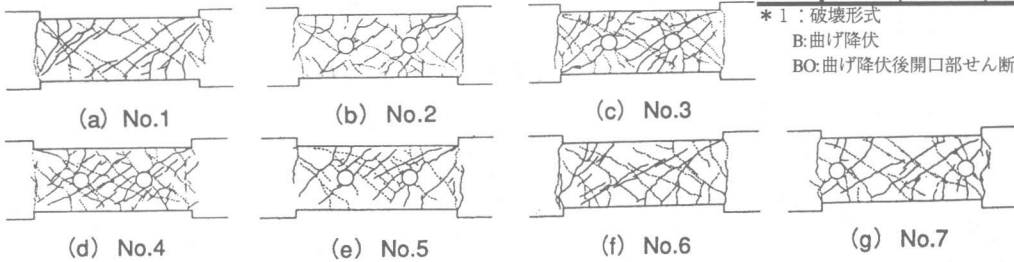 *1：破壊形式
B:曲げ降伏
BO:曲げ降伏後開口部せん断
(a) No.1
(b) No.2
(c) No.3
(d) No.4
(e) No.5
(f) No.6
(g) No.7